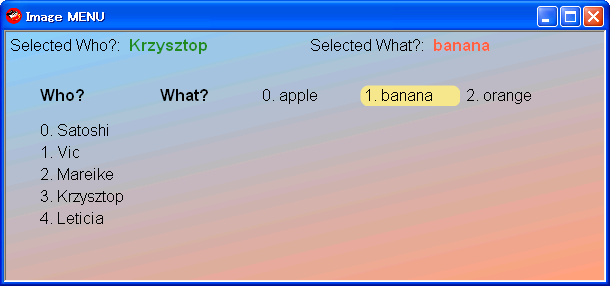 Image MENU
Selected Who?: Krzysztop Selected What?: banana
Who? What? 0. apple 1. banana 2. orange
0. Satoshi
1. Vic
2. Mareike
3. Krzysztop
4. Leticia